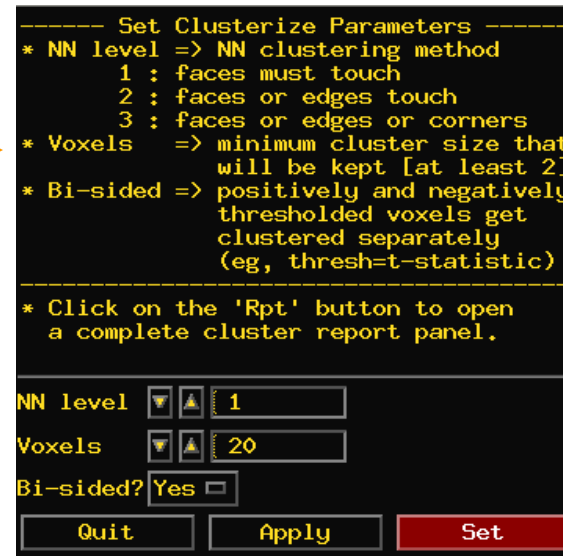 ------ Set Clusterize Parameters ------
* NN level => NN clustering method
1 : faces must touch
2 : faces or edges touch
3 : faces or edges or corners
* Voxels => minimum cluster size that
will be kept [at least 2]
* Bi-sided => positively and negatively
thresholded voxels get
clustered separately
(eg, thresh=t-statistic)
---------------------------------------
* Click on the 'Rpt' button to open
a complete cluster report panel.
NN level 1
Voxels 20
Bi-sided? Yes
Quit Apply Set